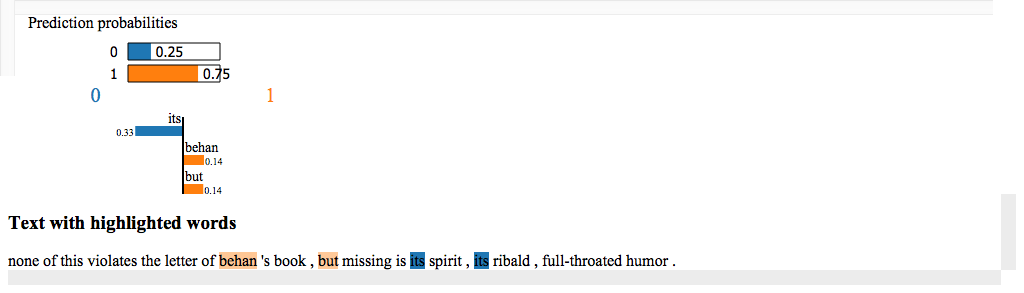 Prediction probabilities
0 0.25
1 0.75
0 1
its
0.33
behan
0.14
but
0.14
Text with highlighted words
none of this violates the letter of behan 's book , but missing is its spirit , its ribald , full-throated humor .